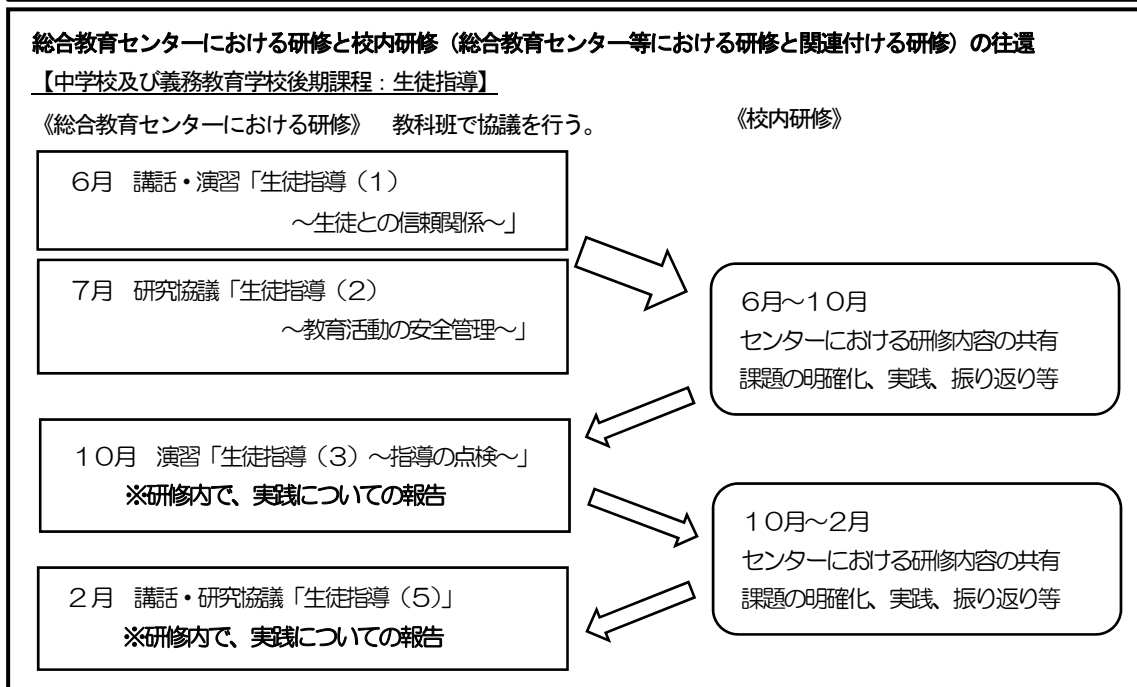 総合教育センターにおける研修と校内研修（総合教育センター等における研修と関連付ける研修）の往還
【中学校及び義務教育学校後期課程：生徒指導】
《総合教育センターにおける研修》　教科班で協議を行う。
《校内研修》
６月　講話・演習「生徒指導（１）
～生徒との信頼関係～」
７月　研究協議「生徒指導（２）
～教育活動の安全管理～」
６月～１０月
センターにおける研修内容の共有
課題の明確化、実践、振り返り等
１０月　演習「生徒指導（３）～指導の点検～」
※研修内で、実践についての報告
１０月～２月
センターにおける研修内容の共有
課題の明確化、実践、振り返り等
２月　講話・研究協議「生徒指導（５）」
※研修内で、実践についての報告